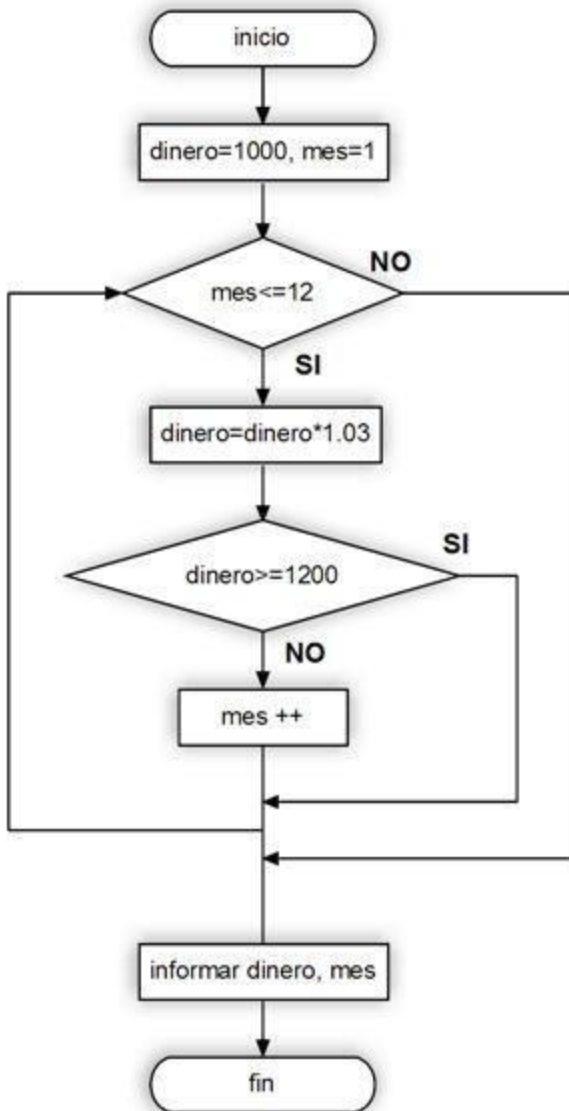 inicio
dinero=1000, mes=1
NO
mes<=12
SI
dinero=dinero*1.03
SI
dinero>=1200
NO
mes ++
informar dinero, mes
fin